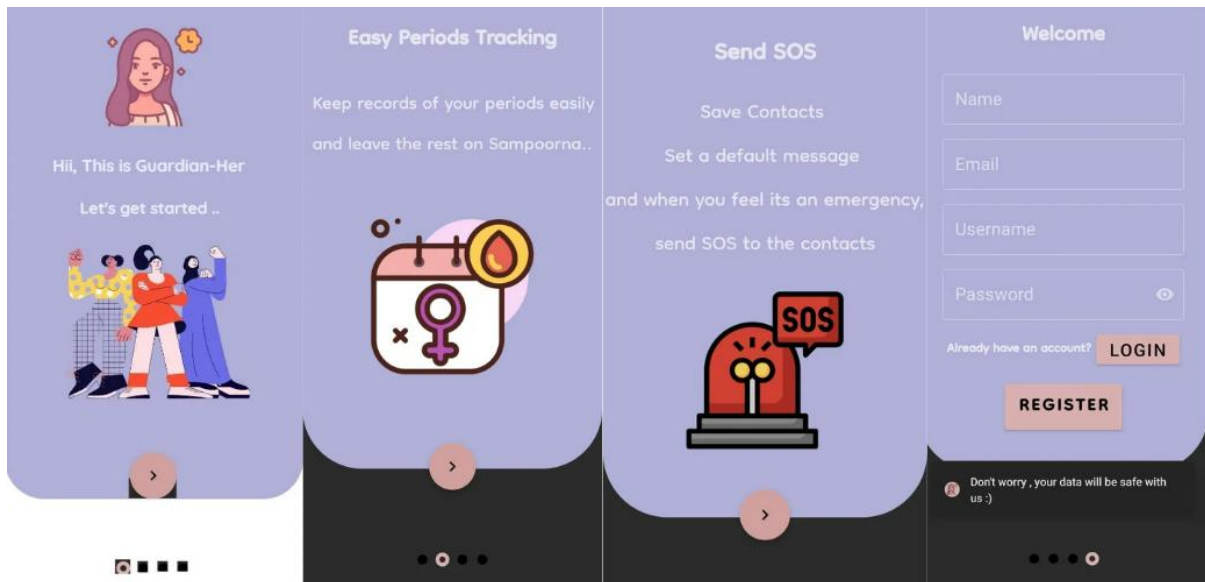 Hii, This is Guardian-Her
Let's get started ..
Easy Periods Tracking
Keep records of your periods easily
and leave the rest on Sampoorna..
Send SOS
Save Contacts
Set a default message
and when you feel its an emergency,
send SOS to the contacts
SOS
Welcome
Name
Email
Username
Password
Already have an account? LOGIN
REGISTER
Don't worry , your data will be safe with
us :)